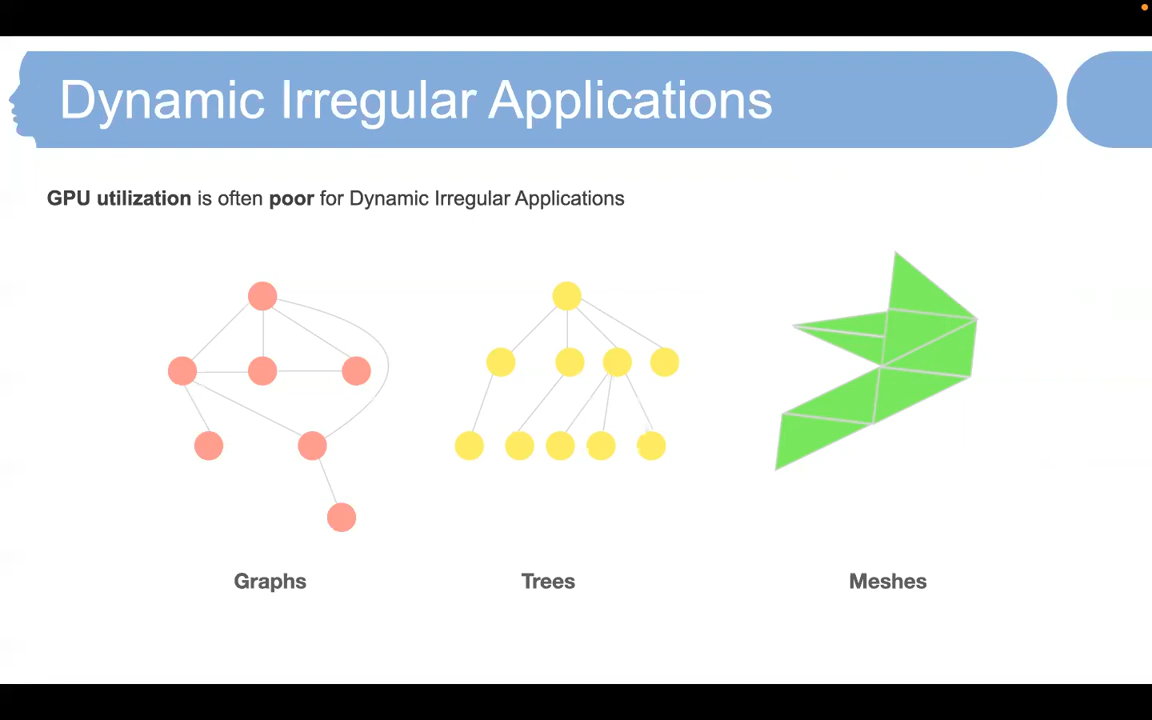 Dynamic Irregular Applications
GPU utilization is often poor for Dynamic Irregular Applications
Graphs
Trees
Meshes